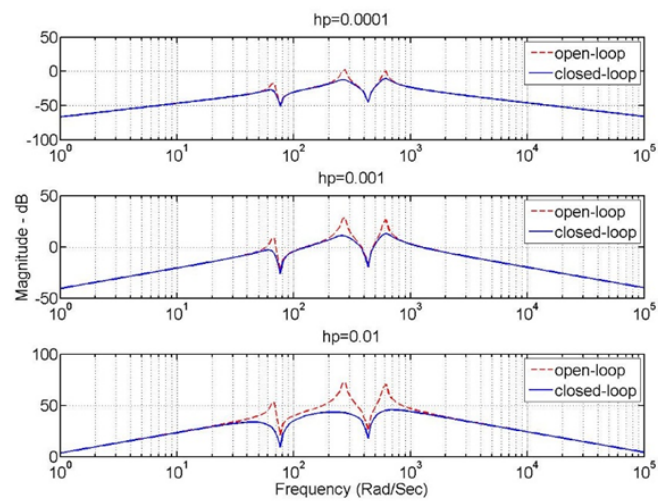 hp=0.0001
50
0
-50
-100
open-loop
closed-loop
10^0 10^1 10^2 10^3 10^4 10^5
hp=0.001
50
0
-50
open-loop
closed-loop
10^0 10^1 10^2 10^3 10^4 10^5
Magnitude - dB
hp=0.01
100
50
0
open-loop
closed-loop
10^0 10^1 10^2 10^3 10^4 10^5
Frequency (Rad/Sec)